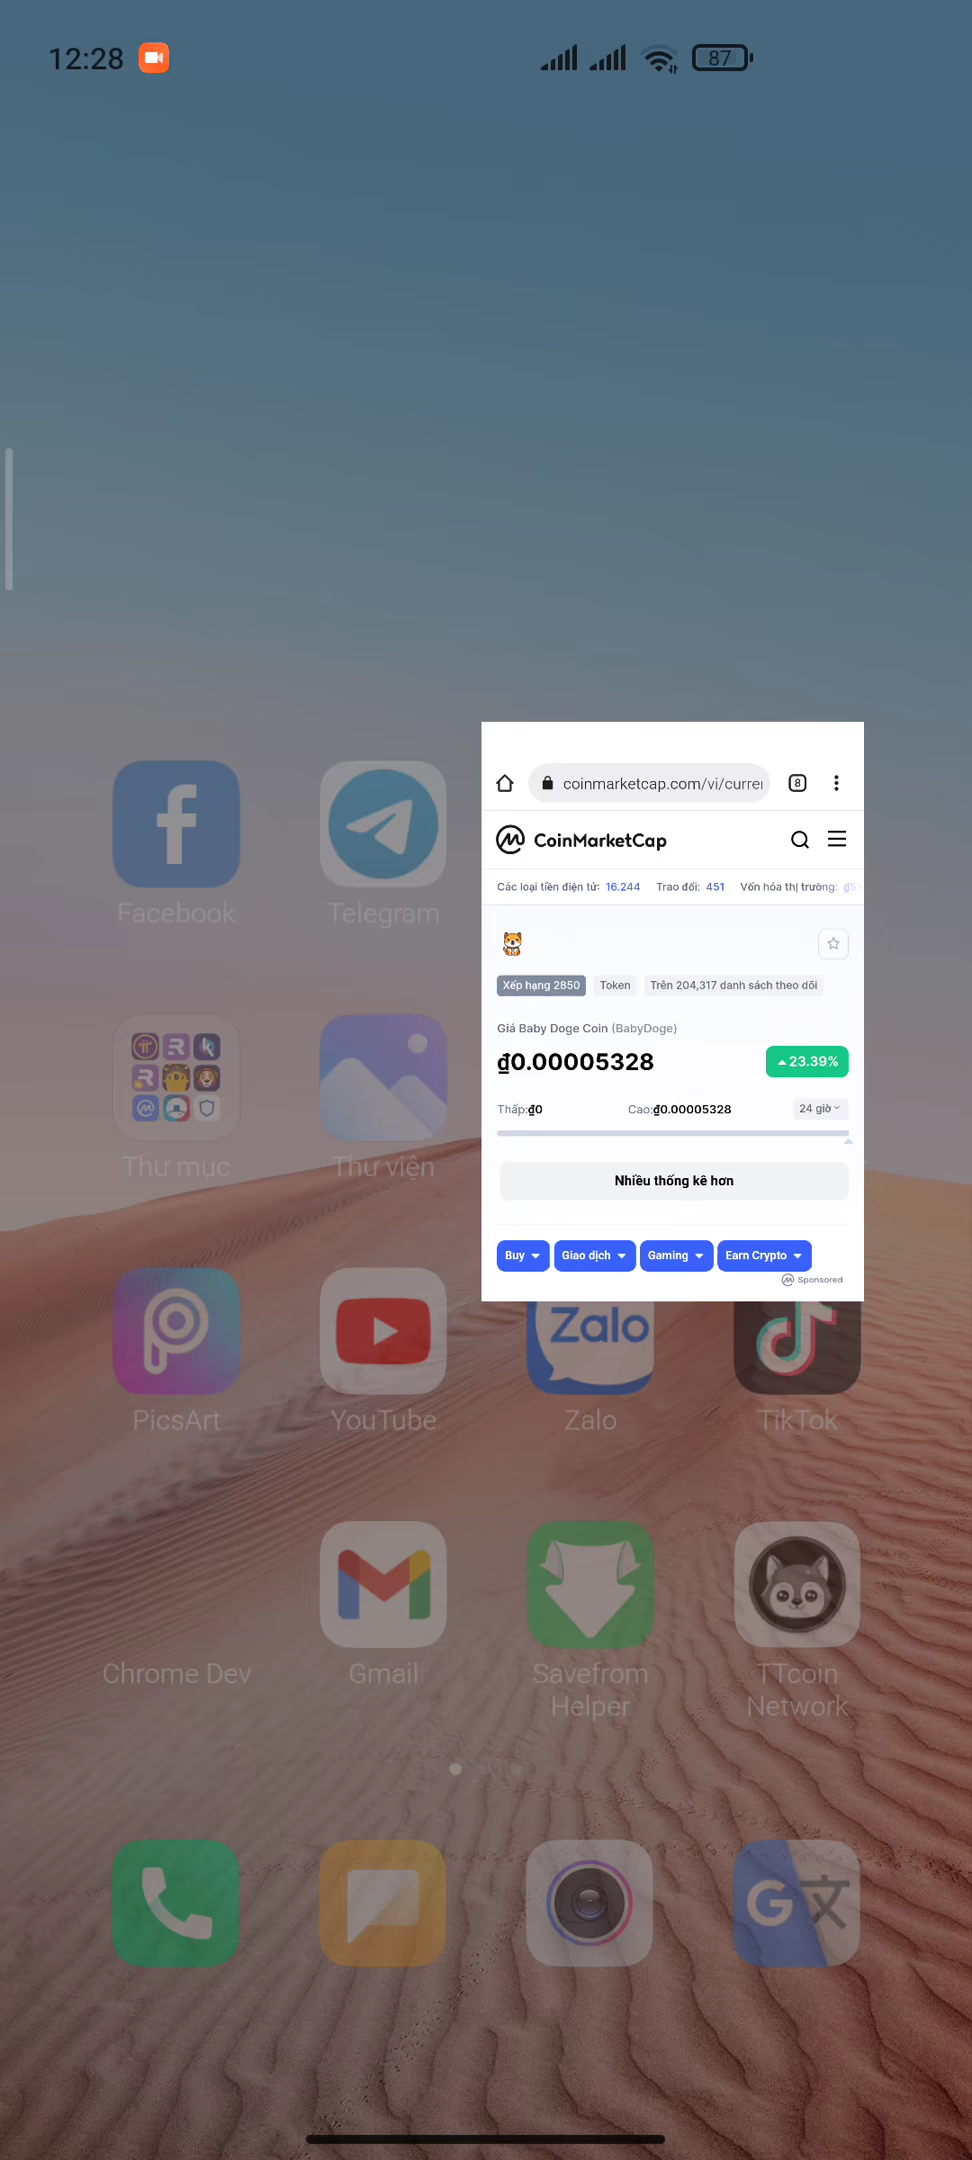 12:28
87
Facebook
Telegram
Thư mục
Thư viện
coinmarketcap.com/vi/curre
8
CoinMarketCap
Các loại tiền điện tử: 16.244 Trao đổi: 451 Vốn hóa thị trường:
Xếp hạng 2850
Token
Trên 204,317 danh sách theo dõi
Giá Baby Doge Coin (BabyDoge)
₫0.00005328
23.39%
Thấp:₫0
Cao:₫0.00005328
24 giờ
Nhiều thống kê hơn
Buy
Giao dịch
Gaming
Earn Crypto
Sponsored
Zalo
PicsArt
YouTube
Zalo
TikTok
Chrome Dev
Gmail
Savefrom
Helper
TTcoin
Network
G文